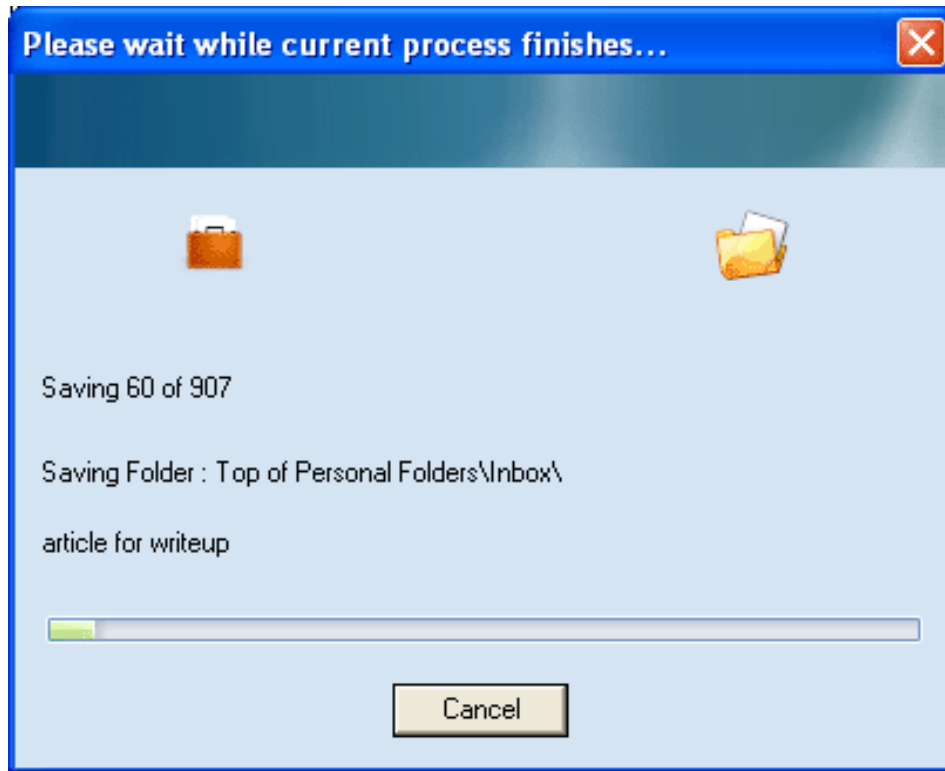 Please wait while current process finishes...
Saving 60 of 907
Saving Folder : Top of Personal Folders\Inbox\
article for writeup
Cancel